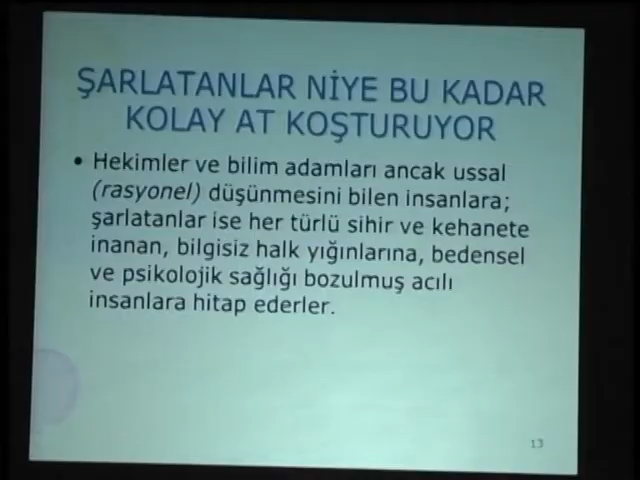 ŞARLATANLAR NİYE BU KADAR
KOLAY AT KOŞTURUYOR
• Hekimler ve bilim adamları ancak ussal
(rasyonel) düşünmesini bilen insanlara;
şarlatanlar ise her türlü sihir ve kehanete
inanan, bilgisiz halk yığınlarına, bedensel
ve psikolojik sağlığı bozulmuş acılı
insanlara hitap ederler.
13